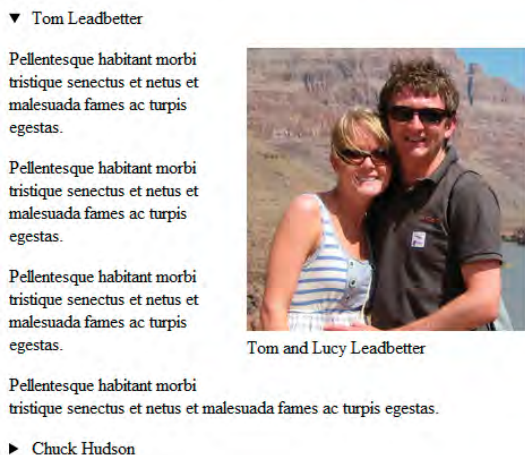 Tom Leadbetter
Pellentesque habitant morbi
tristique senectus et netus et
malesuada fames ac turpis
egestas.
Pellentesque habitant morbi
tristique senectus et netus et
malesuada fames ac turpis
egestas.
Pellentesque habitant morbi
tristique senectus et netus et
malesuada fames ac turpis
egestas.
Tom and Lucy Leadbetter
Pellentesque habitant morbi
tristique senectus et netus et malesuada fames ac turpis egestas.
Chuck Hudson